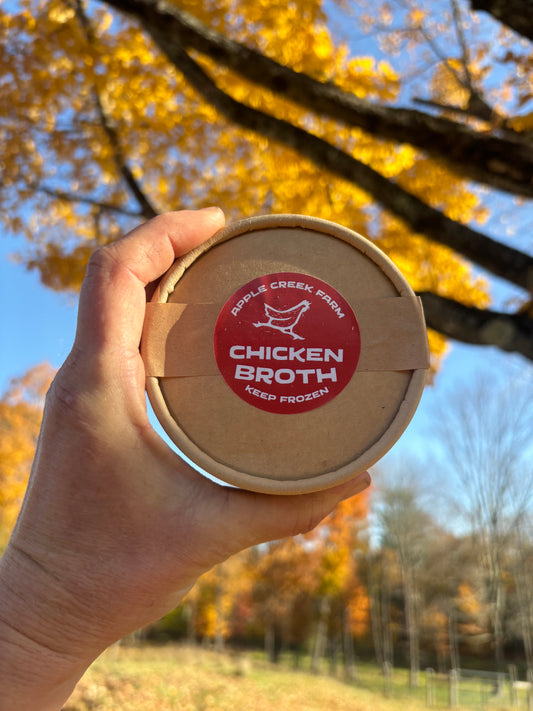 APPLE CREEK FARM
CHICKEN
BROTH
KEEP FROZEN